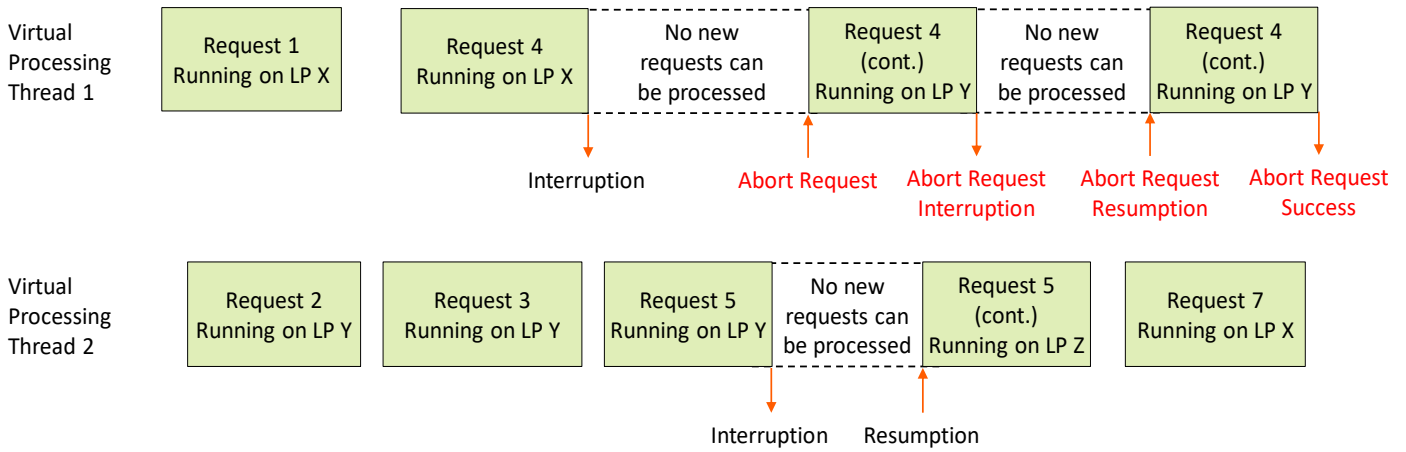 Virtual
Processing
Thread 1
Request 1
Running on LP X
Request 4
Running on LP X
No new
requests can
be processed
Request 4
(cont.)
Running on LP Y
No new
requests can
be processed
Request 4
(cont.)
Running on LP Y
Interruption
Abort Request
Abort Request
Interruption
Abort Request
Resumption
Abort Request
Success
Virtual
Processing
Thread 2
Request 2
Running on LP Y
Request 3
Running on LP Y
Request 5
Running on LP Y
No new
requests can
be processed
Request 5
(cont.)
Running on LP Z
Request 7
Running on LP X
Interruption
Resumption